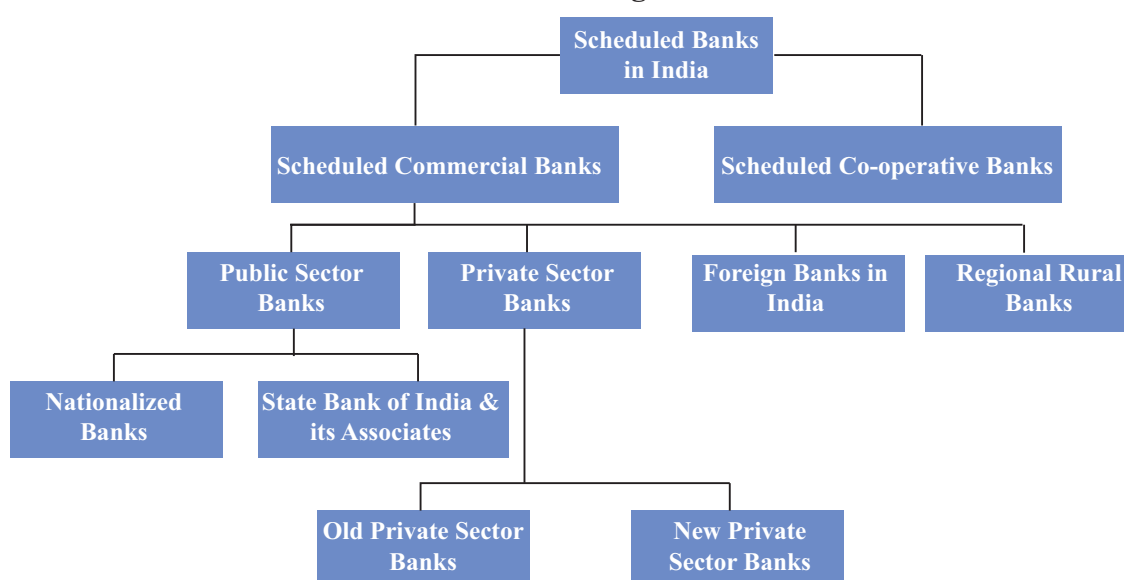 Scheduled Banks
in India
Scheduled Commercial Banks
Scheduled Co-operative Banks
Public Sector
Banks
Private Sector
Banks
Foreign Banks in
India
Regional Rural
Banks
Nationalized
Banks
State Bank of India &
its Associates
Old Private Sector
Banks
New Private
Sector Banks